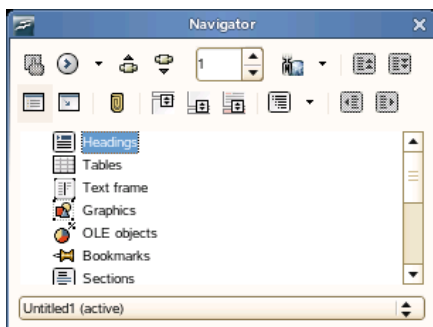 Navigator
1
Headings
Tables
Text frame
Graphics
OLE objects
Bookmarks
Sections
Untitled1 (active)